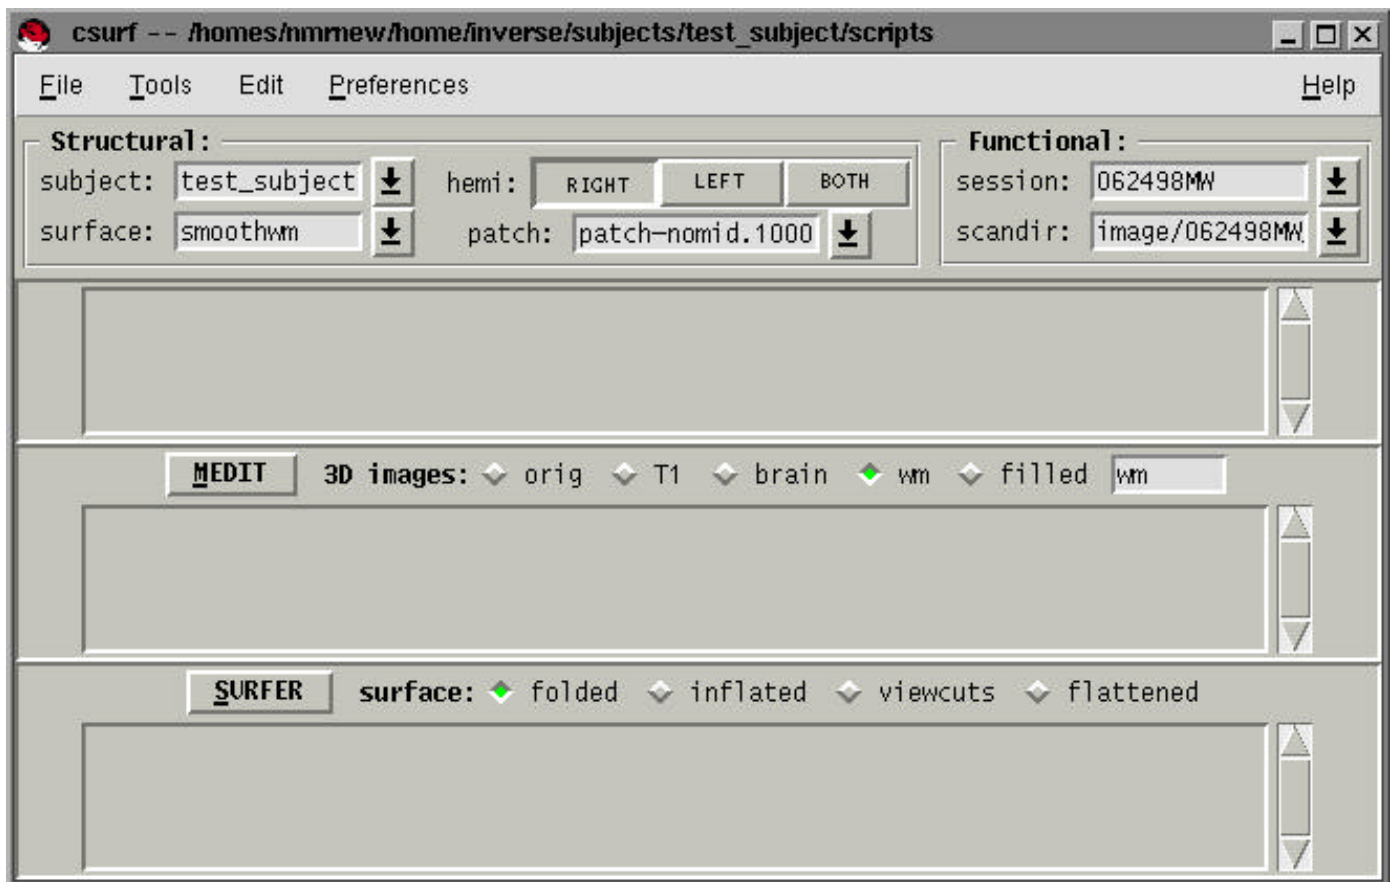 csurf -- /homes/nmrnew/home/inverse/subjects/test_subject/scripts
File Tools Edit Preferences Help
Structural: Functional:
subject: test_subject hemi: RIGHT LEFT BOTH session: 062498MW
surface: smoothwm patch: patch-nomid.1000 scandir: image/062498MW
MEDIT 3D images: orig T1 brain wm filled wm
SURFER surface: folded inflated viewcuts flattened